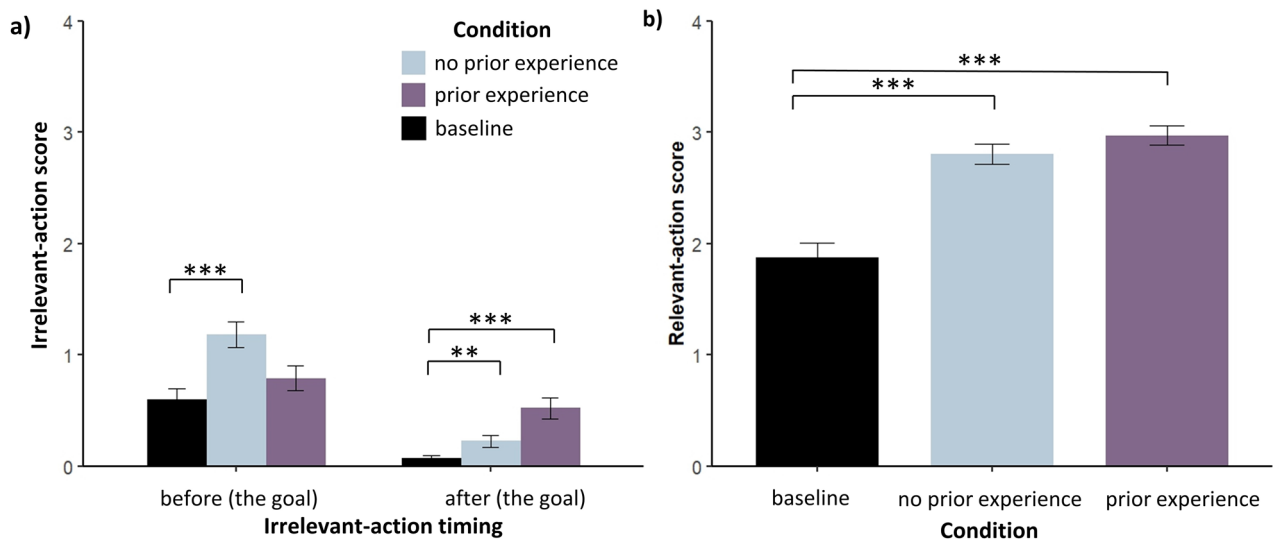 a)
4
3
2
1
0
Irrelevant-action score
Condition
no prior experience
prior experience
baseline
***
***
**
before (the goal)
after (the goal)
Irrelevant-action timing
b)
4
3
2
1
0
Relevant-action score
***
***
baseline
no prior experience
prior experience
Condition